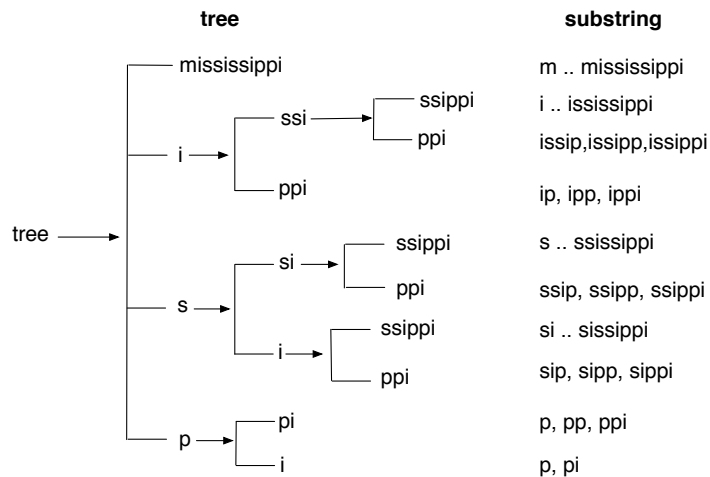 tree substring
mississippi m .. mississippi
ssippi i .. ississippi
ssi
ppi issip,issipp,issippi
i
ppi ip, ipp, ippi
tree
ssippi s .. ssissippi
si
ppi ssip, ssipp, ssippi
s
ssippi si .. sissippi
i
ppi sip, sipp, sippi
pi p, pp, ppi
p
i p, pi